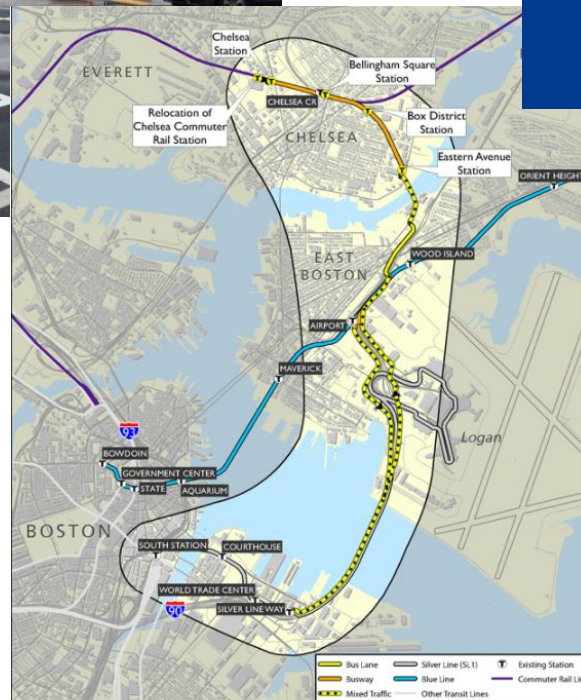 Chelsea
Station
EVERETT
Bellingham Square
Station
CHELSEA CR
Relocation of
Chelsea Commuter
Rail Station
Box District
Station
CHELSEA
Eastern Avenue
Station
ORIENT HEIGHT
EAST
BOSTON
WOOD ISLAND
AIRPORT
MAVERICK
93
Logan
BOWDOIN
GOVERNMENT CENTER
STATE
AQUARIUM
BOSTON
SOUTH STATION
COURTHOUSE
WORLD TRADE CENTER
90
SILVER LINE WAY
Bus Lane
Silver Line (SL1)
T Existing Station
Busway
Blue Line
Commuter Rail Li
Mixed Traffic
Other Transit Lines